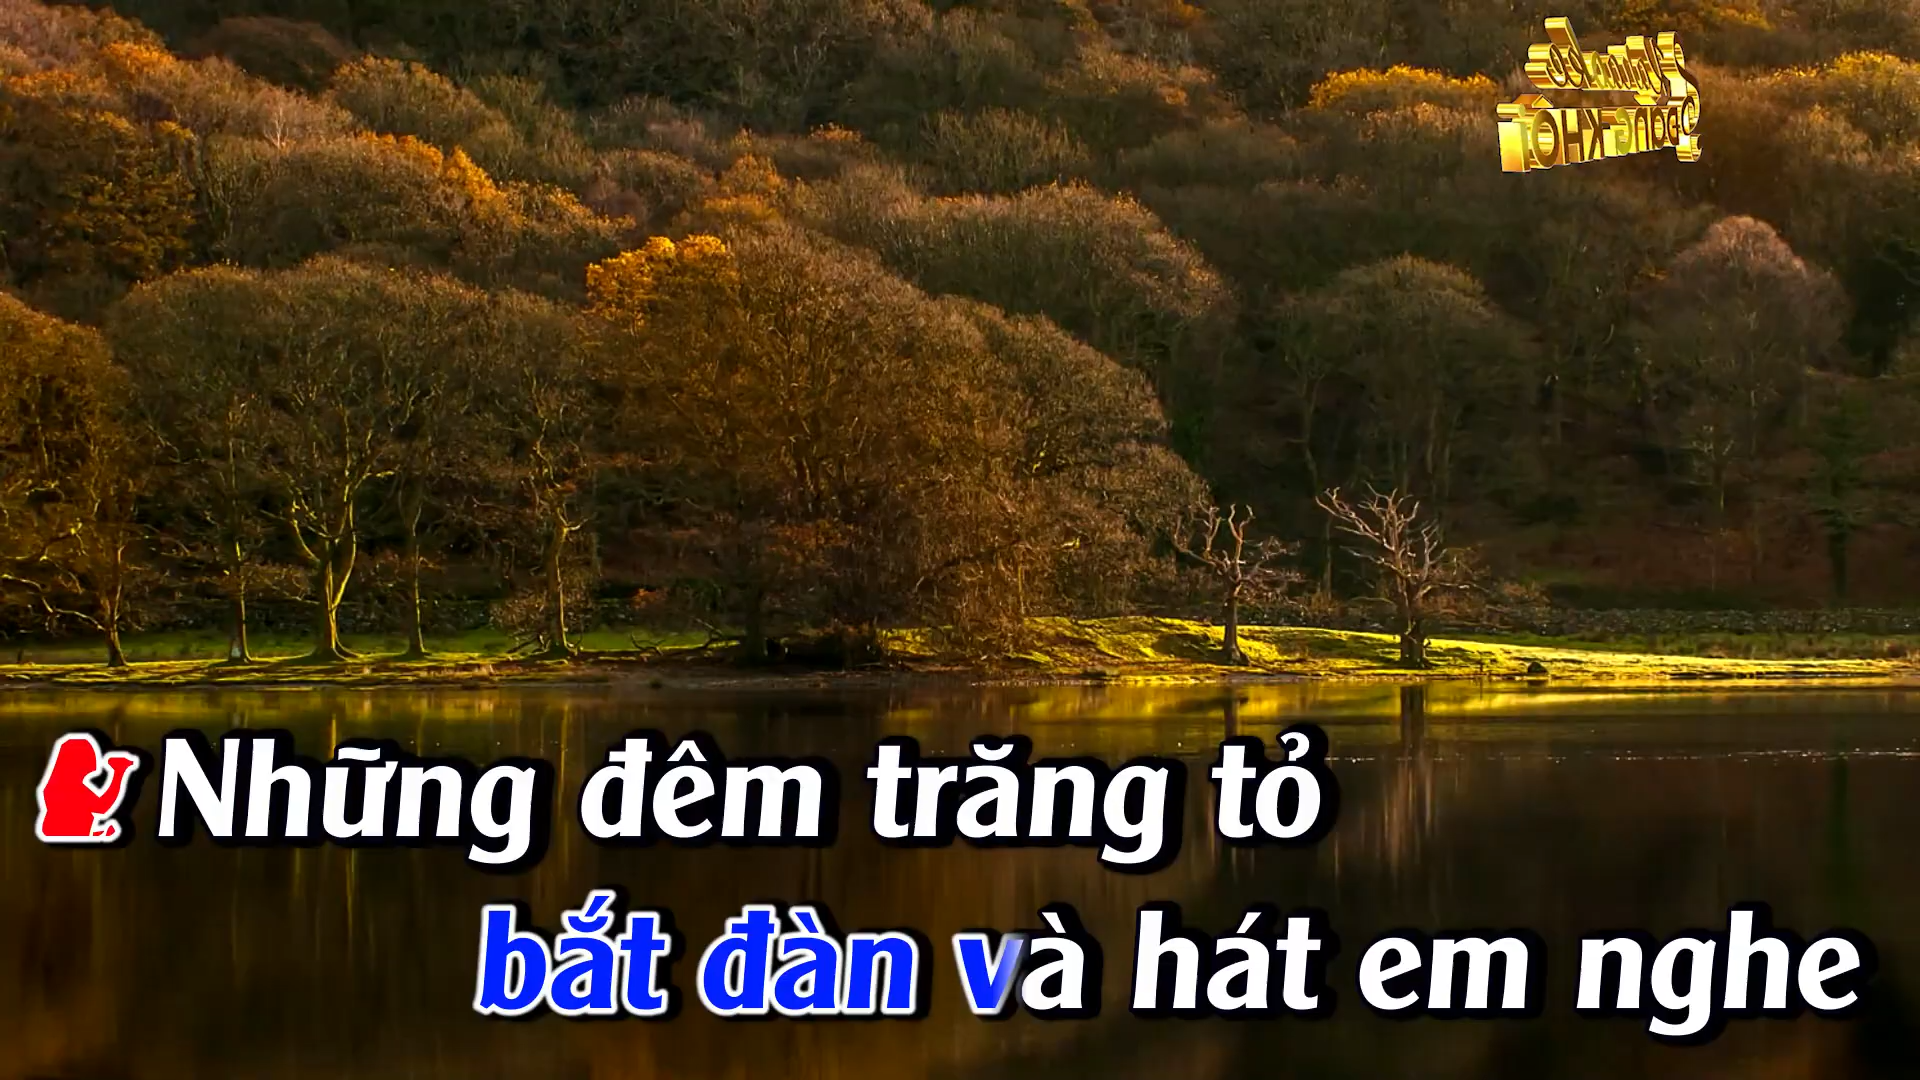 Những đêm trăng tỏ
bắt đàn và hát em nghe